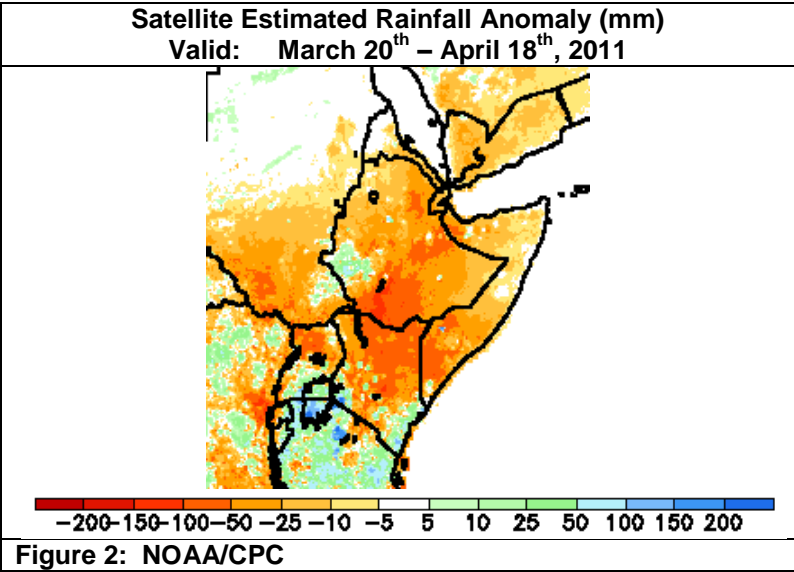 Satellite Estimated Rainfall Anomaly (mm)
Valid: March 20th – April 18th, 2011
-200-150-100-50 -25 -10 -5 5 10 25 50 100 150 200
Figure 2: NOAA/CPC